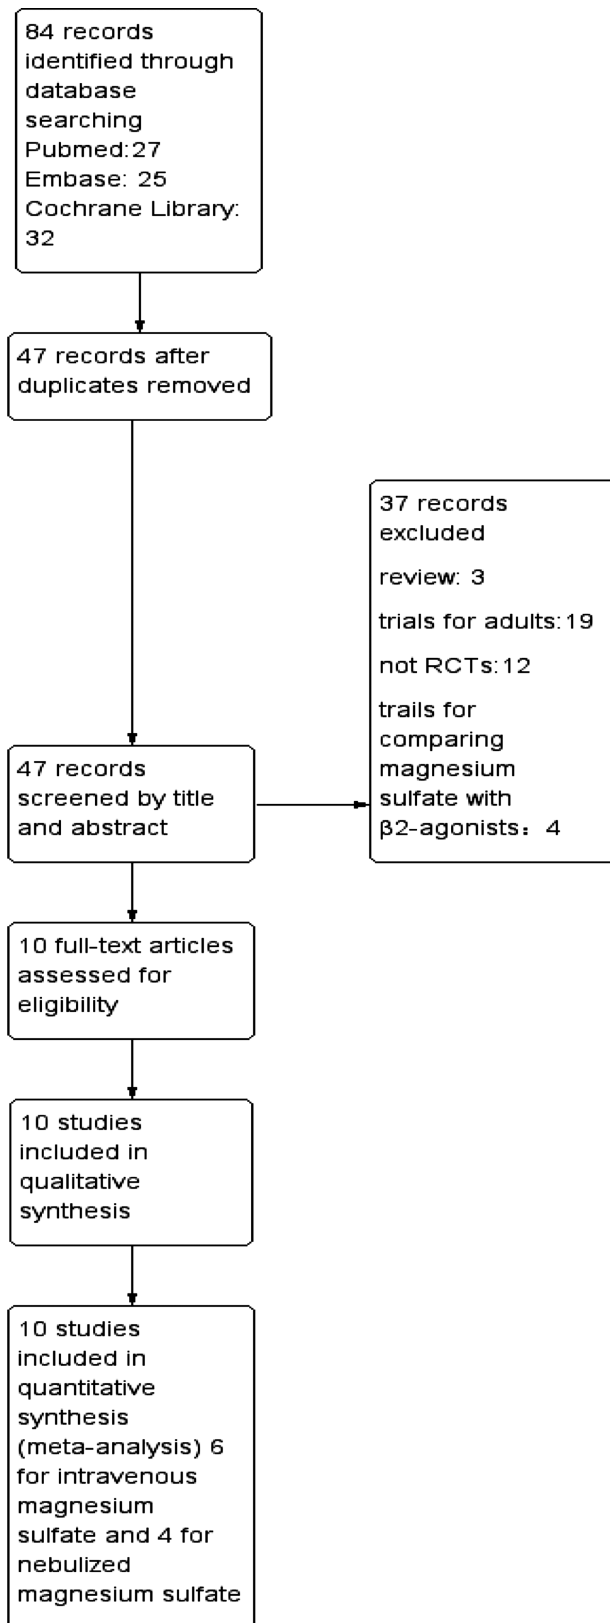 84 records
identified through
database
searching
Pubmed:27
Embase: 25
Cochrane Library:
32
47 records after
duplicates removed
37 records
excluded
review: 3
trials for adults:19
not RCTs:12
trails for
comparing
magnesium
sulfate with
β2-agonists：4
47 records
screened by title
and abstract
10 full-text articles
assessed for
eligibility
10 studies
included in
qualitative
synthesis
10 studies
included in
quantitative
synthesis
(meta-analysis) 6
for intravenous
magnesium
sulfate and 4 for
nebulized
magnesium sulfate